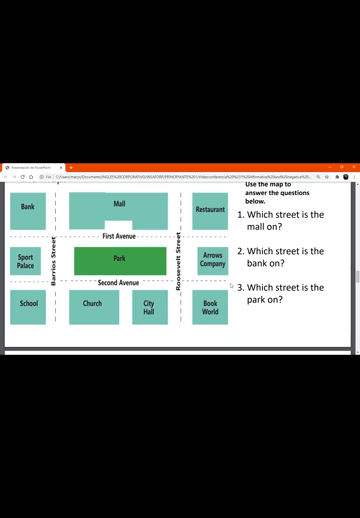 Presentación de PowerPoint
Use the map to
answer the questions
below.
Bank
Mall
Restaurant
1. Which street is the
mall on?
First Avenue
Sport
Palace
Barrios Street
Park
Roosevelt Street
Arrows
Company
2. Which street is the
bank on?
Second Avenue
School
Church
City
Hall
Book
World
3. Which street is the
park on?